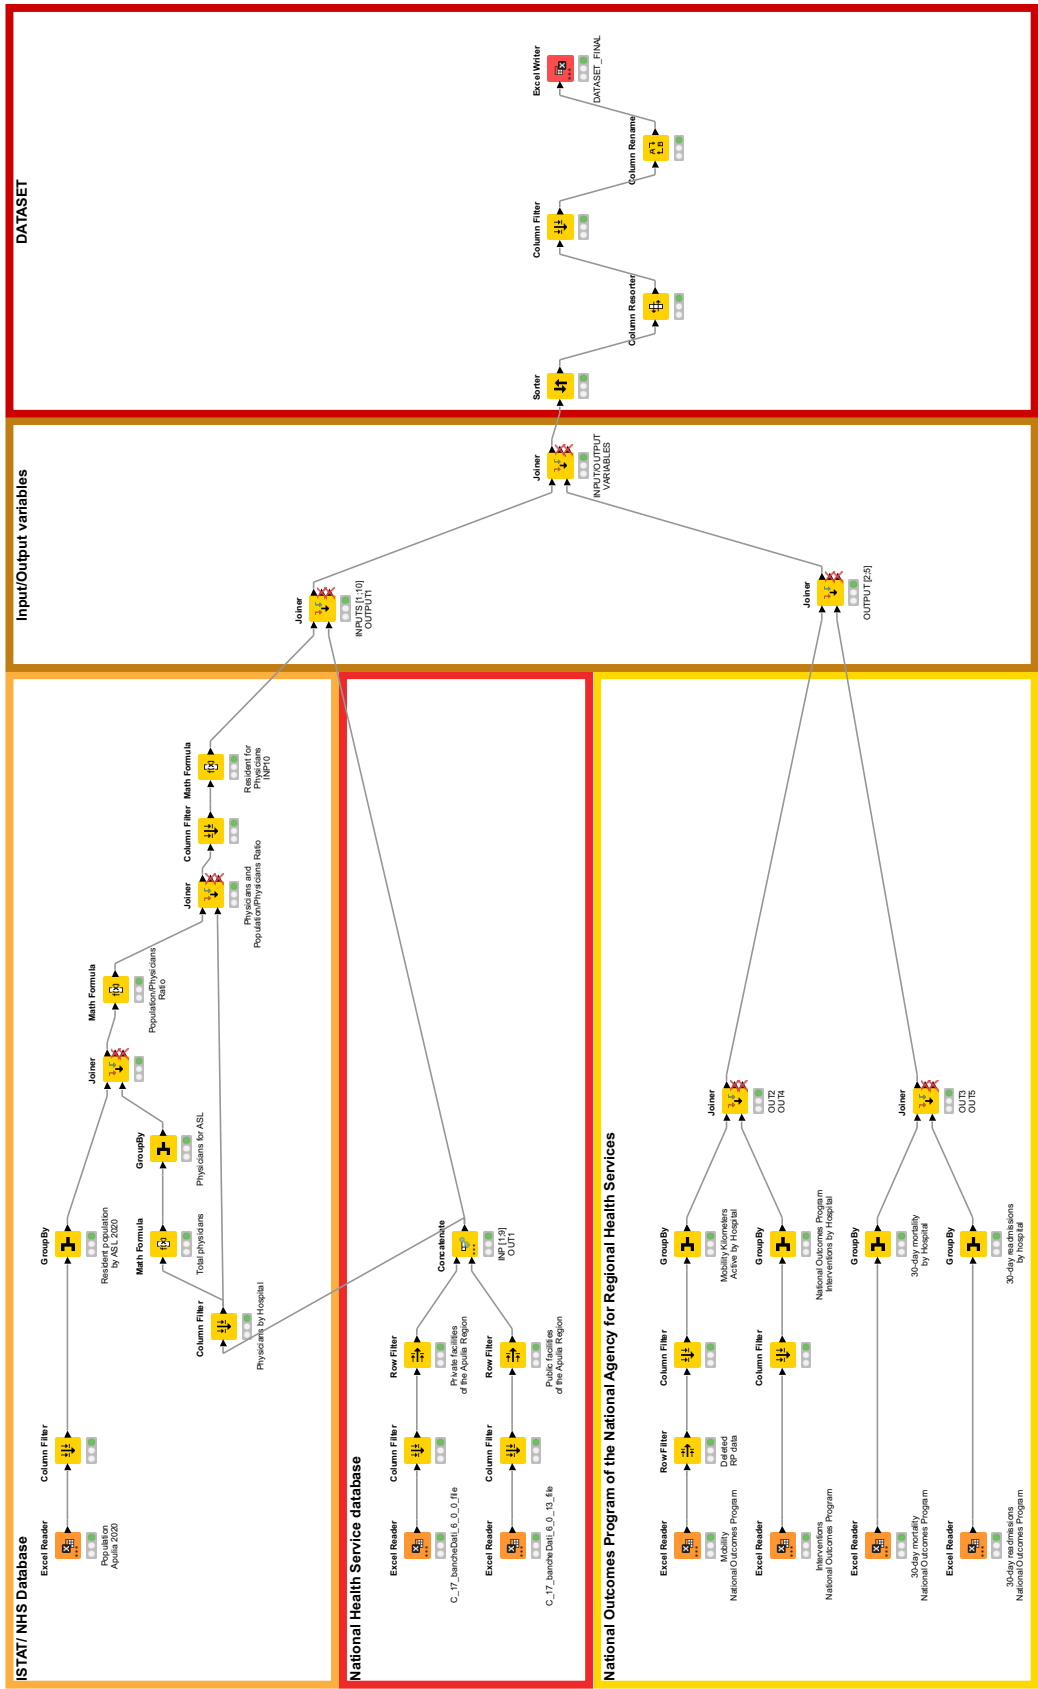 ISTAT/ NHS Database
Excel Reader
Population
Apulia 2020
Column Filter
GroupBy
Resident population
by ASL 2020
Column Filter
Physicians by Hospital
Math Formula
Total physicians
GroupBy
Physicians for ASL
Joiner
Math Formula
Population/Physicians
Ratio
Joiner
Physicians and
Population/Physicians Ratio
Column Filter
Math Formula
Resident for
Physicians
INP10
National Health Service database
Excel Reader
C_17_bancheDati_6_0_0_file
Column Filter
Row Filter
Private facilities
of the Apulia Region
Excel Reader
C_17_bancheDati_6_0_13_file
Column Filter
Row Filter
Public facilities
of the Apulia Region
Concatenate
INP [1;9]
OUT1
National Outcomes Program of the National Agency for Regional Health Services
Excel Reader
Mobility
National Outcomes Program
Row Filter
Deleted
RP data
Column Filter
GroupBy
Mobility Kilometers
Active by Hospital
Excel Reader
Interventions
National Outcomes Program
Column Filter
GroupBy
National Outcomes Program
Interventions by Hospital
Joiner
OUT2
OUT4
Excel Reader
30-day mortality
National Outcomes Program
GroupBy
30-day mortality
by Hospital
Excel Reader
30-day readmissions
National Outcomes Program
GroupBy
30-day readmissions
by hospital
Joiner
OUT3
OUT5
Input/Output variables
Joiner
INPUTS [1;10]
OUTPUT1
Joiner
OUTPUT [2;5]
Joiner
INPUT/OUTPUT
VARIABLES
DATASET
Sorter
Column Resorter
Column Filter
Column Rename
Excel Writer
DATASET_FINAL